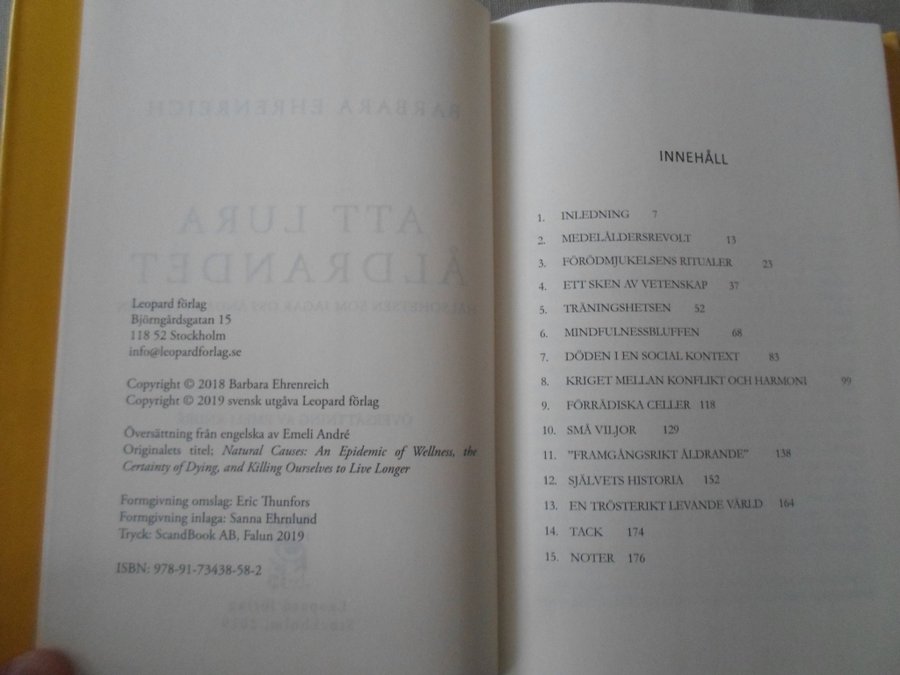 Leopard förlag
Björngårdsgatan 15
118 52 Stockholm
info@leopardforlag.se
Copyright © 2018 Barbara Ehrenreich
Copyright © 2019 svensk utgåva Leopard förlag
Översättning från engelska av Emeli André
Originalets titel; Natural Causes: An Epidemic of Wellness, the
Certainty of Dying, and Killing Ourselves to Live Longer
Formgivning omslag: Eric Thunfors
Formgivning inlaga: Sanna Ehrnlund
Tryck: ScandBook AB, Falun 2019
ISBN: 978-91-73438-58-2
INNEHÅLL
1. INLEDNING 7
2. MEDELÅLDERSREVOLT 13
3. FÖRÖDMJUKELSENS RITUALER 23
4. ETT SKEN AV VETENSKAP 37
5. TRÄNINGSHETSEN 52
6. MINDFULNESSBLUFFEN 68
7. DÖDEN I EN SOCIAL KONTEXT 83
8. KRIGET MELLAN KONFLIKT OCH HARMONI 99
9. FÖRRÄDISKA CELLER 118
10. SMÅ VILJOR 129
11. ”FRAMGÅNGSRIKT ÅLDRANDE” 138
12. SJÄLVETS HISTORIA 152
13. EN TRÖSTERIKT LEVANDE VÄRLD 164
14. TACK 174
15. NOTER 176